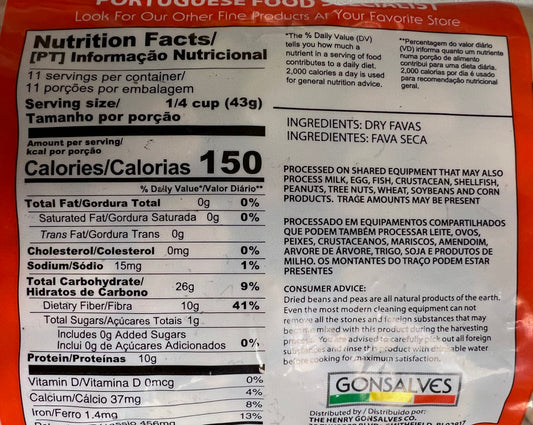 PORTUGUESE FOOD SPECIALIST
Look For Our Other Fine Products At Your Favorite Store
Nutrition Facts/
[PT] Informação Nutricional
11 servings per container/
11 porções por embalagem
Serving size/ 1/4 cup (43g)
Tamanho por porção
Amount per serving/
kcal por porção
Calories/Calorias 150
% Daily Value*/Valor Diário**
Total Fat/Gordura Total 0g 0%
Saturated Fat/Gordura Saturada 0g 0%
Trans Fat/Gordura Trans 0g
Cholesterol/Colesterol 0mg 0%
Sodium/Sódio 15mg 1%
Total Carbohydrate/
Hidratos de Carbono 26g 9%
Dietary Fiber/Fibra 10g 41%
Total Sugars/Açúcares Totais 1g
Includes 0g Added Sugars
Inclui 0g de Açúcares Adicionados 0%
Protein/Proteínas 10g
Vitamin D/Vitamina D 0mcg 0%
Calcium/Cálcio 37mg 4%
Iron/Ferro 1.4mg 8%
456mg 13%
*The % Daily Value (DV)
tells you how much a
nutrient in a serving of food
contributes to a daily diet.
2,000 calories a day is used
for general nutrition advice.
**Percentagem do valor diário
(VD) informa quanto um nutriente
numa porção de alimento
contribui para uma dieta diária.
2,000 calorias por dia é usado
para recomendação nutricional
geral.
INGREDIENTS: DRY FAVAS
INGREDIENTES: FAVA SECA
PROCESSED ON SHARED EQUIPMENT THAT MAY ALSO
PROCESS MILK, EGG, FISH, CRUSTACEAN, SHELLFISH,
PEANUTS, TREE NUTS, WHEAT, SOYBEANS AND CORN
PRODUCTS. TRACE AMOUNTS MAY BE PRESENT
PROCESSADO EM EQUIPAMENTOS COMPARTILHADOS
QUE PODEM TAMBÉM PROCESSAR LEITE, OVOS,
PEIXES, CRUSTACEANOS, MARISCOS, AMENDOIM,
ARVORE DE ÁRVORE, TRIGO, SOJA E PRODUTOS DE
MILHO. OS MONTANTES DO TRAÇO PODEM ESTAR
PRESENTES
CONSUMER ADVICE:
Dried beans and peas are all natural products of the earth.
Even the most modern cleaning equipment can not
remove all the stones and foreign substances that may
be mixed with this product during the harvesting
process. You are advised to carefully pick out all foreign
substances and rinse this product with drinkable water
before cooking for maximum satisfaction.
GONSALVES
Distributed by / Distribuido por:
THE HENRY GONSALVES CO.
SMITHFIELD, RI 02917